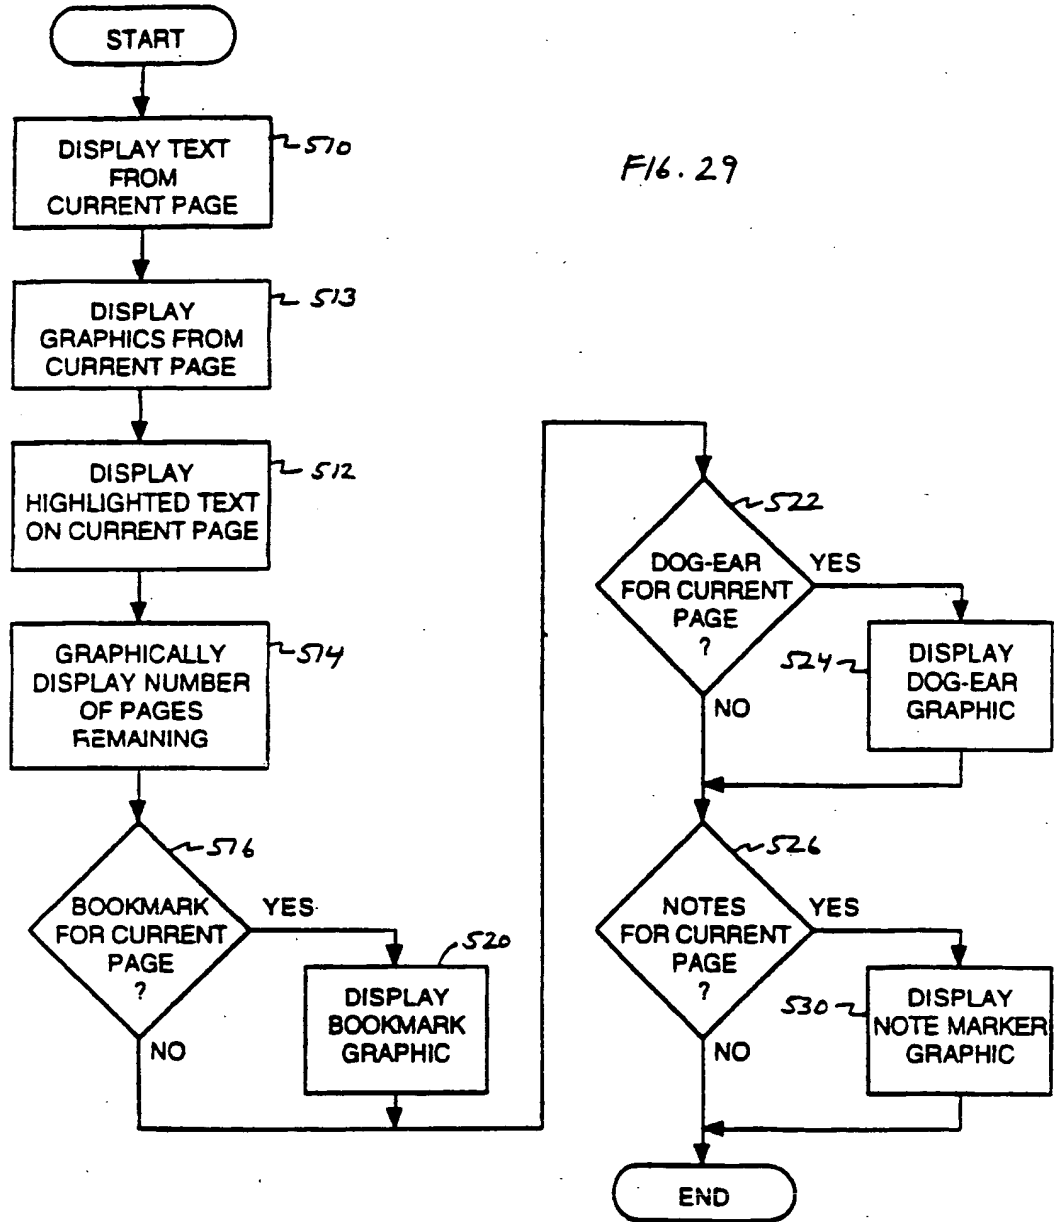 START
DISPLAY TEXT
FROM
CURRENT PAGE
510
FIG. 29
DISPLAY
GRAPHICS FROM
CURRENT PAGE
513
DISPLAY
HIGHLIGHTED TEXT
ON CURRENT PAGE
512
GRAPHICALLY
DISPLAY NUMBER
OF PAGES
REMAINING
514
516
BOOKMARK
FOR CURRENT
PAGE
?
YES
NO
520
DISPLAY
BOOKMARK
GRAPHIC
522
DOG-EAR
FOR CURRENT
PAGE
?
YES
NO
524
DISPLAY
DOG-EAR
GRAPHIC
526
NOTES
FOR CURRENT
PAGE
?
YES
NO
530
DISPLAY
NOTE MARKER
GRAPHIC
END